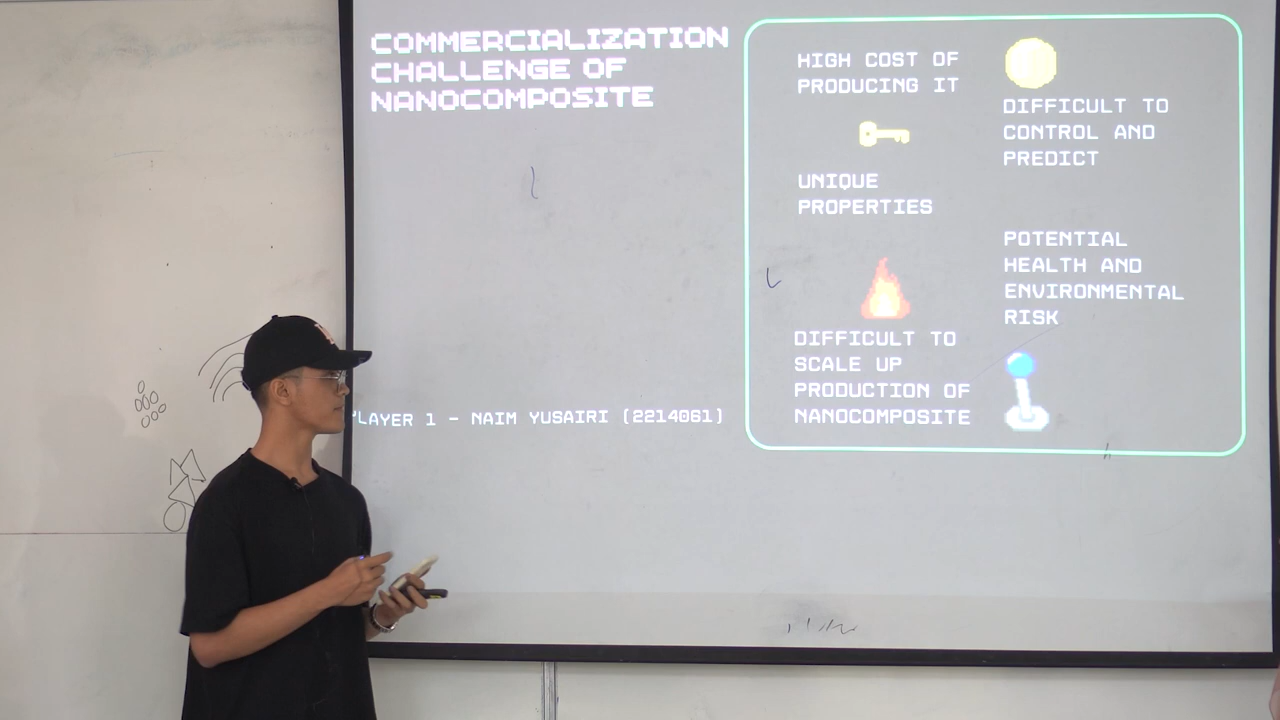 COMMERCIALIZATION
CHALLENGE OF
NANOCOMPOSITE
LAYER 1 - NAIM YUSAIRI (2214061)
HIGH COST OF
PRODUCING IT
UNIQUE
PROPERTIES
DIFFICULT TO
SCALE UP
PRODUCTION OF
NANOCOMPOSITE
DIFFICULT TO
CONTROL AND
PREDICT
POTENTIAL
HEALTH AND
ENVIRONMENTAL
RISK